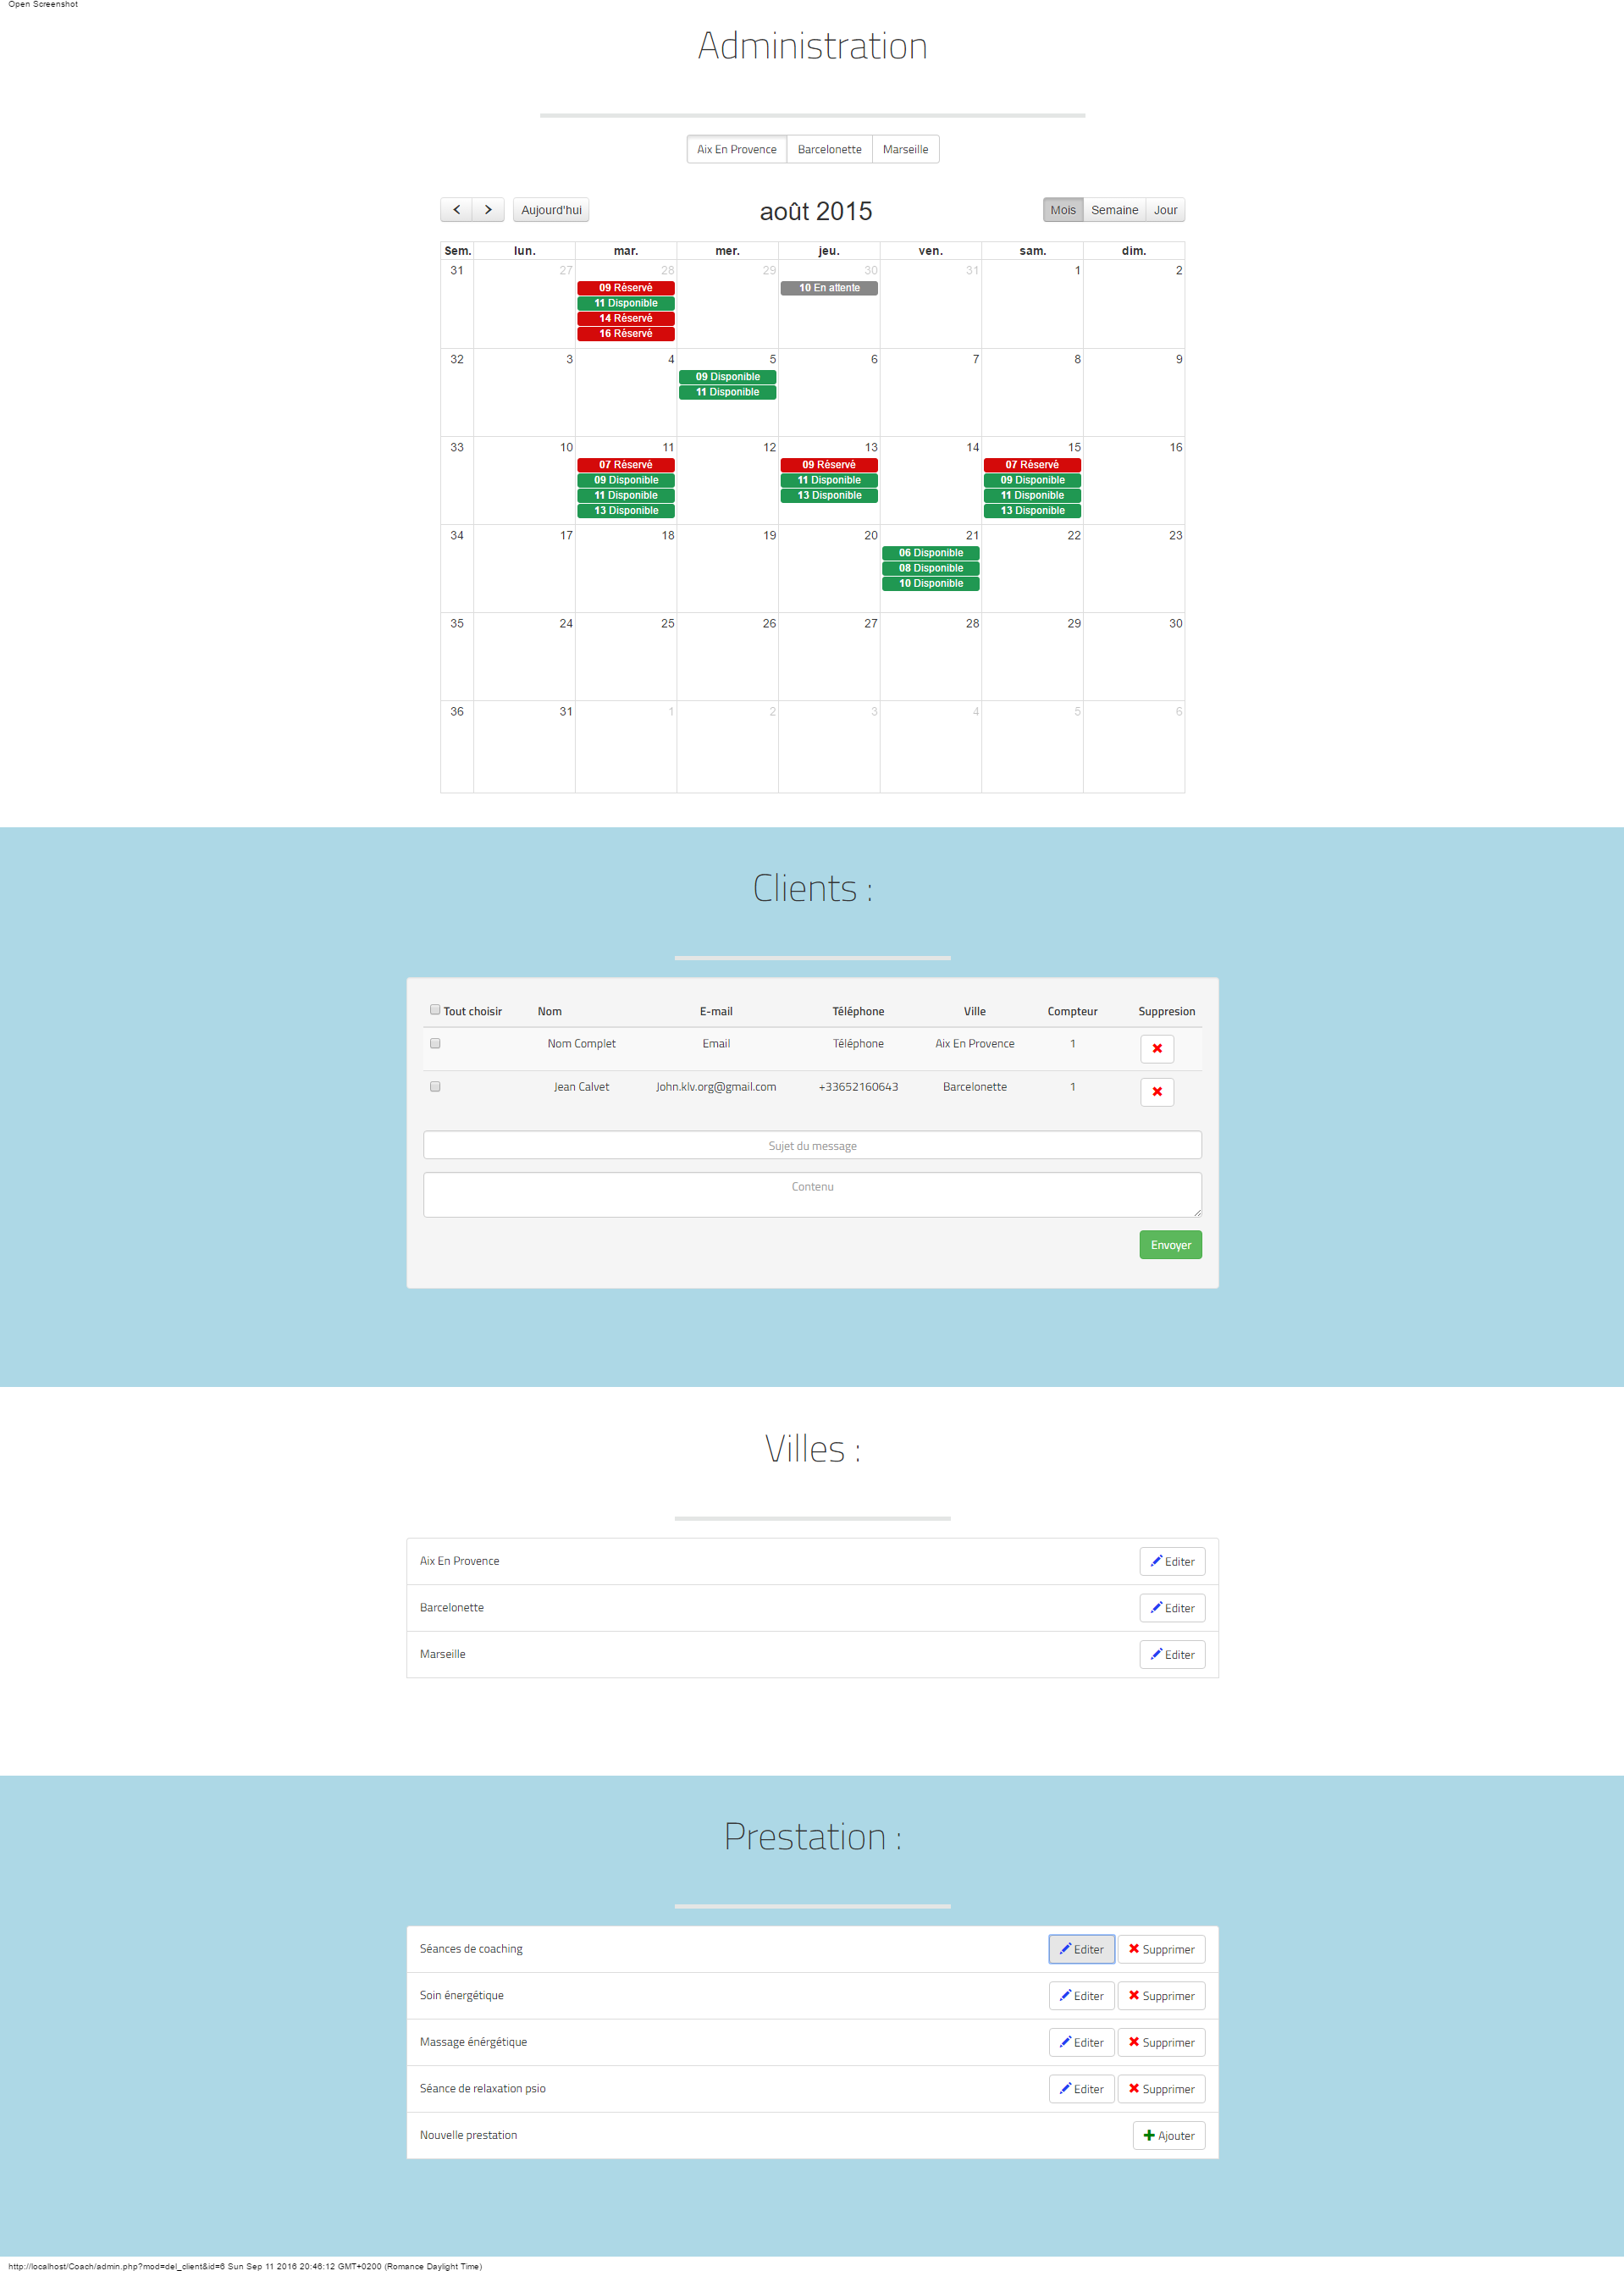 Open Screenshot
Administration
Aix En Provence Barcelonette Marseille
Aujourd'hui août 2015 Mois Semaine Jour
Sem. lun. mar. mer. jeu. ven. sam. dim.
31 27 28 29 30 31 1 2
09 Réservé 10 En attente
11 Disponible
14 Réservé
16 Réservé
32 3 4 5 6 7 8 9
09 Disponible
11 Disponible
33 10 11 12 13 14 15 16
07 Réservé 09 Réservé 07 Réservé
09 Disponible 11 Disponible 09 Disponible
11 Disponible 13 Disponible 11 Disponible
13 Disponible 13 Disponible
34 17 18 19 20 21 22 23
06 Disponible
08 Disponible
10 Disponible
35 24 25 26 27 28 29 30
36 31 1 2 3 4 5 6
Clients :
Tout choisir Nom E-mail Téléphone Ville Compteur Suppresion
Nom Complet Email Téléphone Aix En Provence 1
Jean Calvet John.klv.org@gmail.com +33652160643 Barcelonette 1
Sujet du message
Contenu
Envoyer
Villes :
Aix En Provence Editer
Barcelonette Editer
Marseille Editer
Prestation :
Séances de coaching Editer Supprimer
Soin énergétique Editer Supprimer
Massage énérgétique Editer Supprimer
Séance de relaxation psio Editer Supprimer
Nouvelle prestation Ajouter
http://localhost/Coach/admin.php?mod=del_client&id=6 Sun Sep 11 2016 20:46:12 GMT+0200 (Romance Daylight Time)